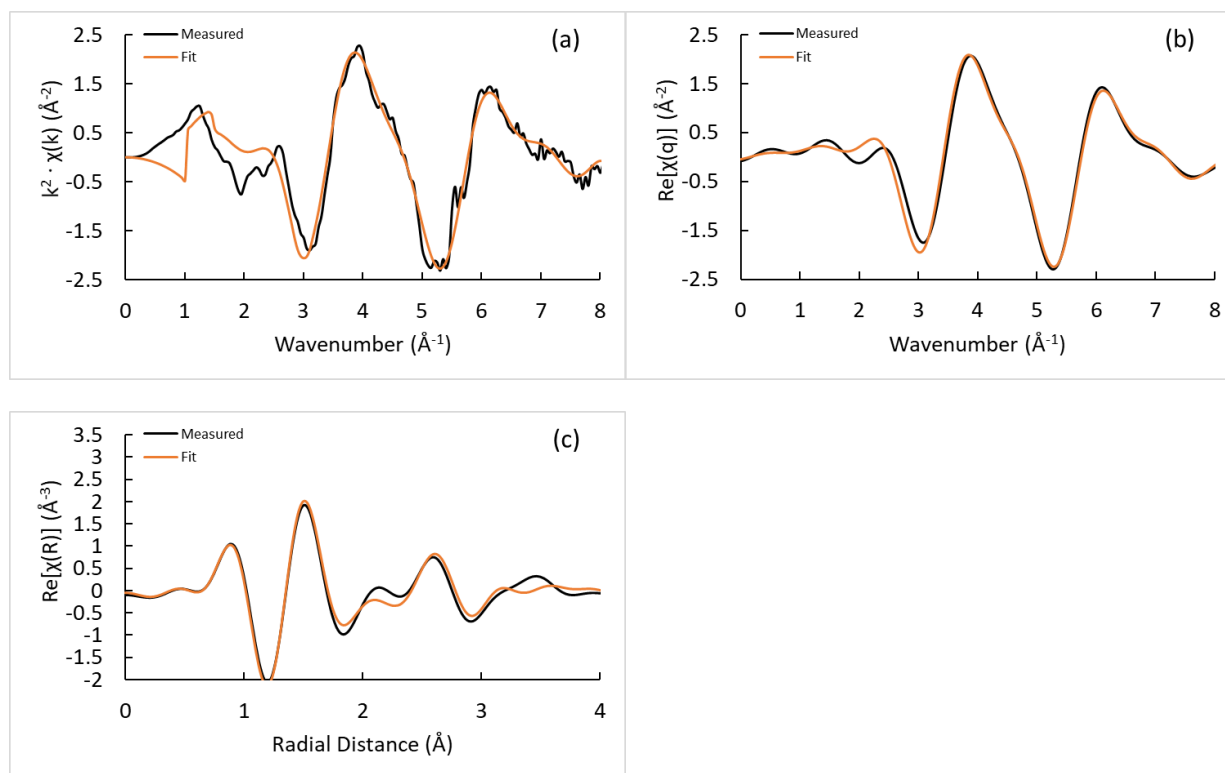 Measured
Fit
(a)
2.5
1.5
0.5
-0.5
-1.5
-2.5
k² · χ(k) (Å⁻²)
0 1 2 3 4 5 6 7 8
Wavenumber (Å⁻¹)
Measured
Fit
(b)
2.5
1.5
0.5
-0.5
-1.5
-2.5
Re[χ(q)] (Å⁻²)
0 1 2 3 4 5 6 7 8
Wavenumber (Å⁻¹)
Measured
Fit
(c)
3.5
3
2.5
2
1.5
1
0.5
0
-0.5
-1
-1.5
-2
Re[χ(R)] (Å⁻³)
0 1 2 3 4
Radial Distance (Å)